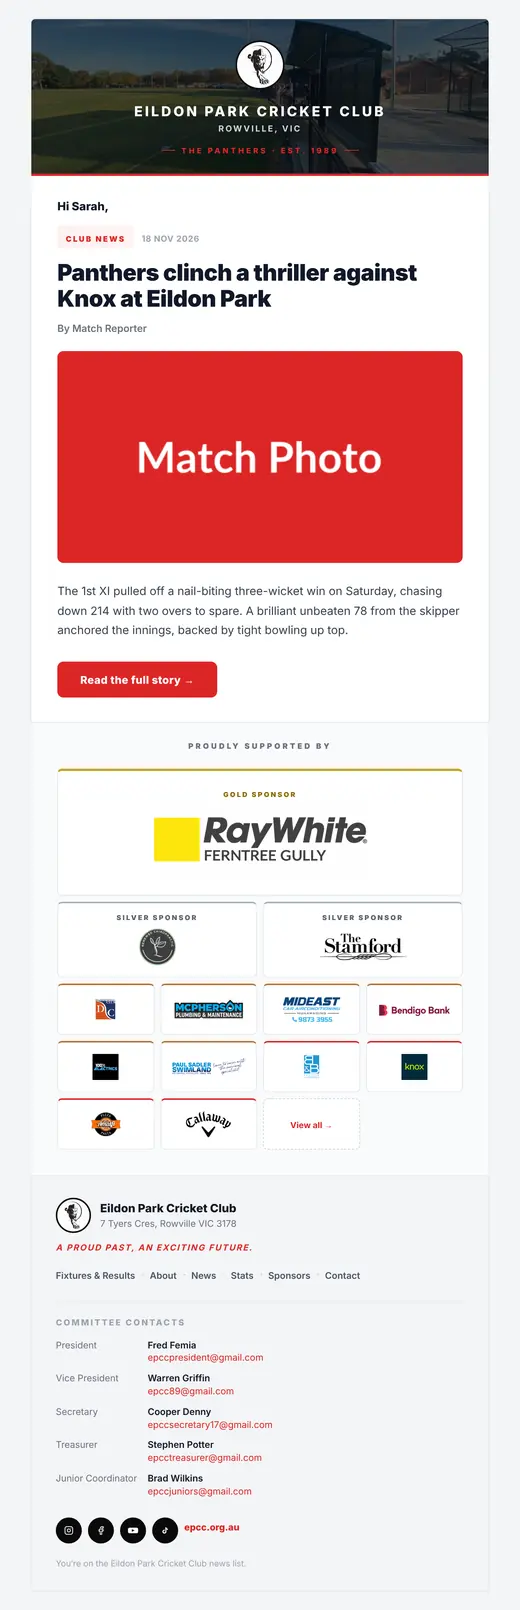 EILDON PARK CRICKET CLUB
ROWVILLE, VIC
THE PANTHERS · EST. 1989
Hi Sarah,
CLUB NEWS 18 NOV 2026
Panthers clinch a thriller against
Knox at Eildon Park
By Match Reporter
Match Photo
The 1st XI pulled off a nail-biting three-wicket win on Saturday, chasing
down 214 with two overs to spare. A brilliant unbeaten 78 from the skipper
anchored the innings, backed by tight bowling up top.
Read the full story →
PROUDLY SUPPORTED BY
GOLD SPONSOR
RayWhite
FERNTREE GULLY
SILVER SPONSOR
SILVER SPONSOR
The
Stamford
MCPHERSON
PLUMBING & MAINTENANCE
MIDEAST
CAR AIRCONDITIONING
9873 3955
Bendigo Bank
PAUL SADLER
SWIMLAND
knox
Callaway
View all →
Eildon Park Cricket Club
7 Tyers Cres, Rowville VIC 3178
A PROUD PAST, AN EXCITING FUTURE.
Fixtures & Results · About · News Stats · Sponsors · Contact
COMMITTEE CONTACTS
President Fred Femia
epccpresident@gmail.com
Vice President Warren Griffin
epcc89@gmail.com
Secretary Cooper Denny
epccsecretary17@gmail.com
Treasurer Stephen Potter
epcctreasurer@gmail.com
Junior Coordinator Brad Wilkins
epccjuniors@gmail.com
epcc.org.au
You're on the Eildon Park Cricket Club news list.